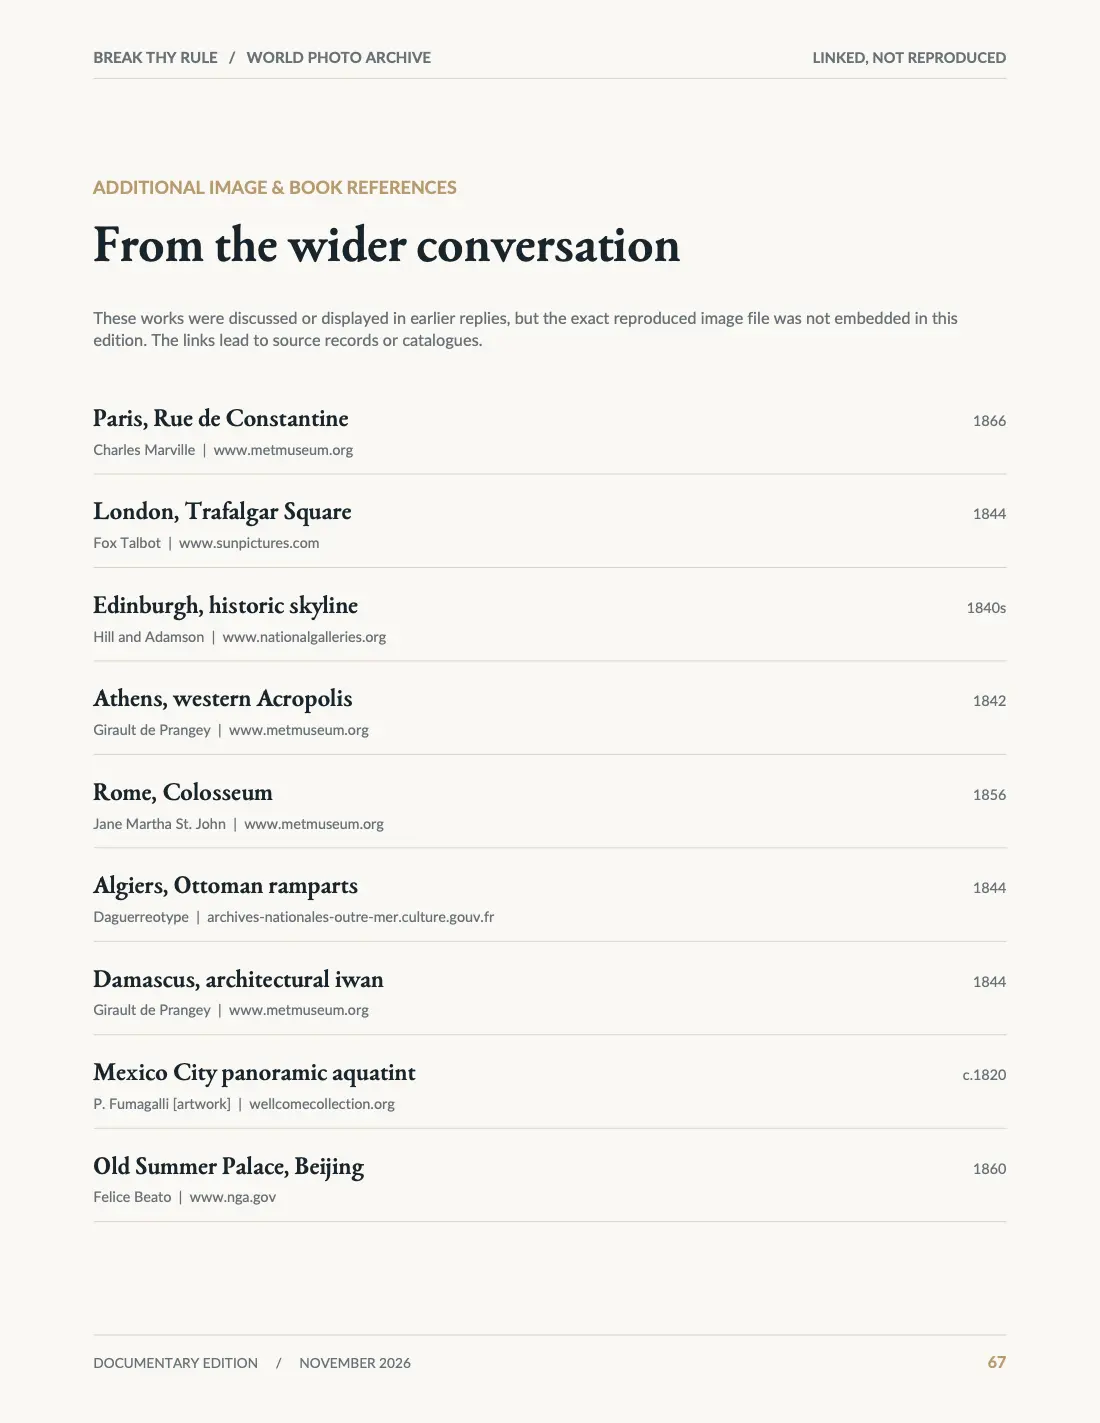 BREAK THY RULE / WORLD PHOTO ARCHIVE
LINKED, NOT REPRODUCED
ADDITIONAL IMAGE & BOOK REFERENCES
From the wider conversation
These works were discussed or displayed in earlier replies, but the exact reproduced image file was not embedded in this
edition. The links lead to source records or catalogues.
Paris, Rue de Constantine
1866
Charles Marville | www.metmuseum.org
London, Trafalgar Square
1844
Fox Talbot | www.sunpictures.com
Edinburgh, historic skyline
1840s
Hill and Adamson | www.nationalgalleries.org
Athens, western Acropolis
1842
Girault de Prangey | www.metmuseum.org
Rome, Colosseum
1856
Jane Martha St. John | www.metmuseum.org
Algiers, Ottoman ramparts
1844
Daguerreotype | archives-nationales-outre-mer.culture.gouv.fr
Damascus, architectural iwan
1844
Girault de Prangey | www.metmuseum.org
Mexico City panoramic aquatint
c.1820
P. Fumagalli [artwork] | wellcomecollection.org
Old Summer Palace, Beijing
1860
Felice Beato | www.nga.gov
DOCUMENTARY EDITION / NOVEMBER 2026
67